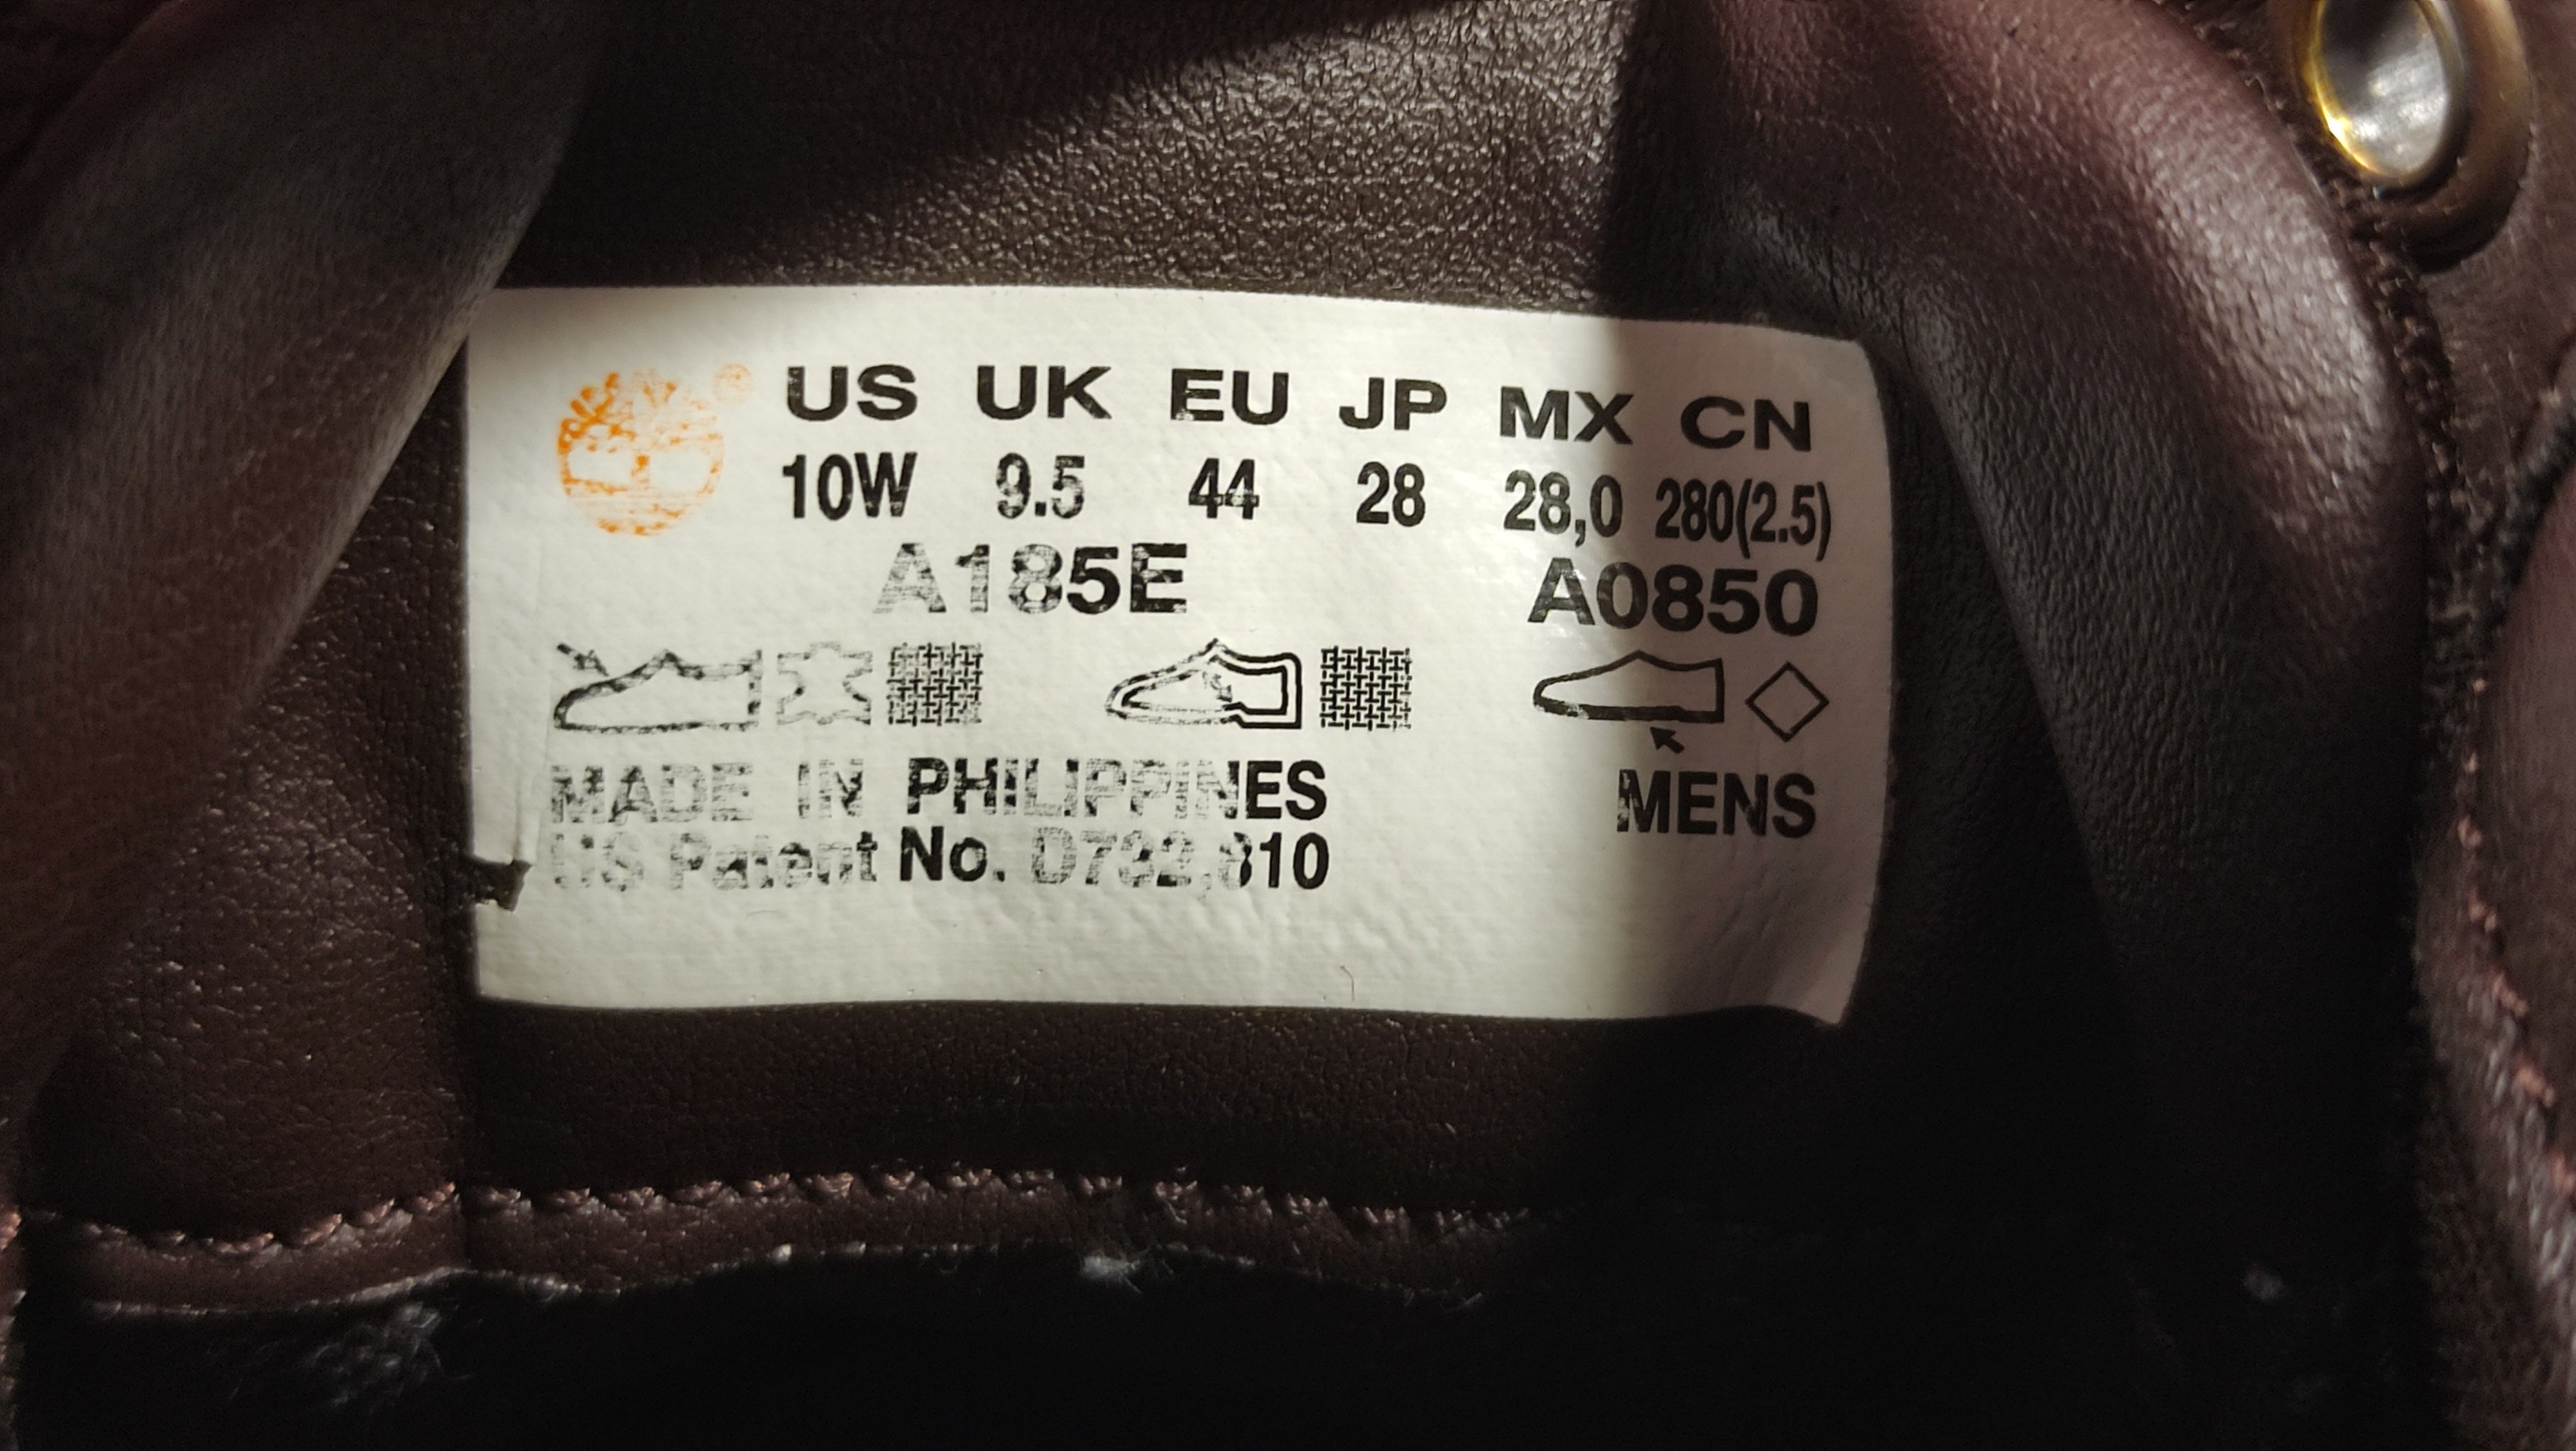 US UK EU JP MX CN
10W 9.5 44 28 28,0 280(2.5)
A185E A0850
MADE IN PHILIPPINES MENS
US Patent No. D732,810